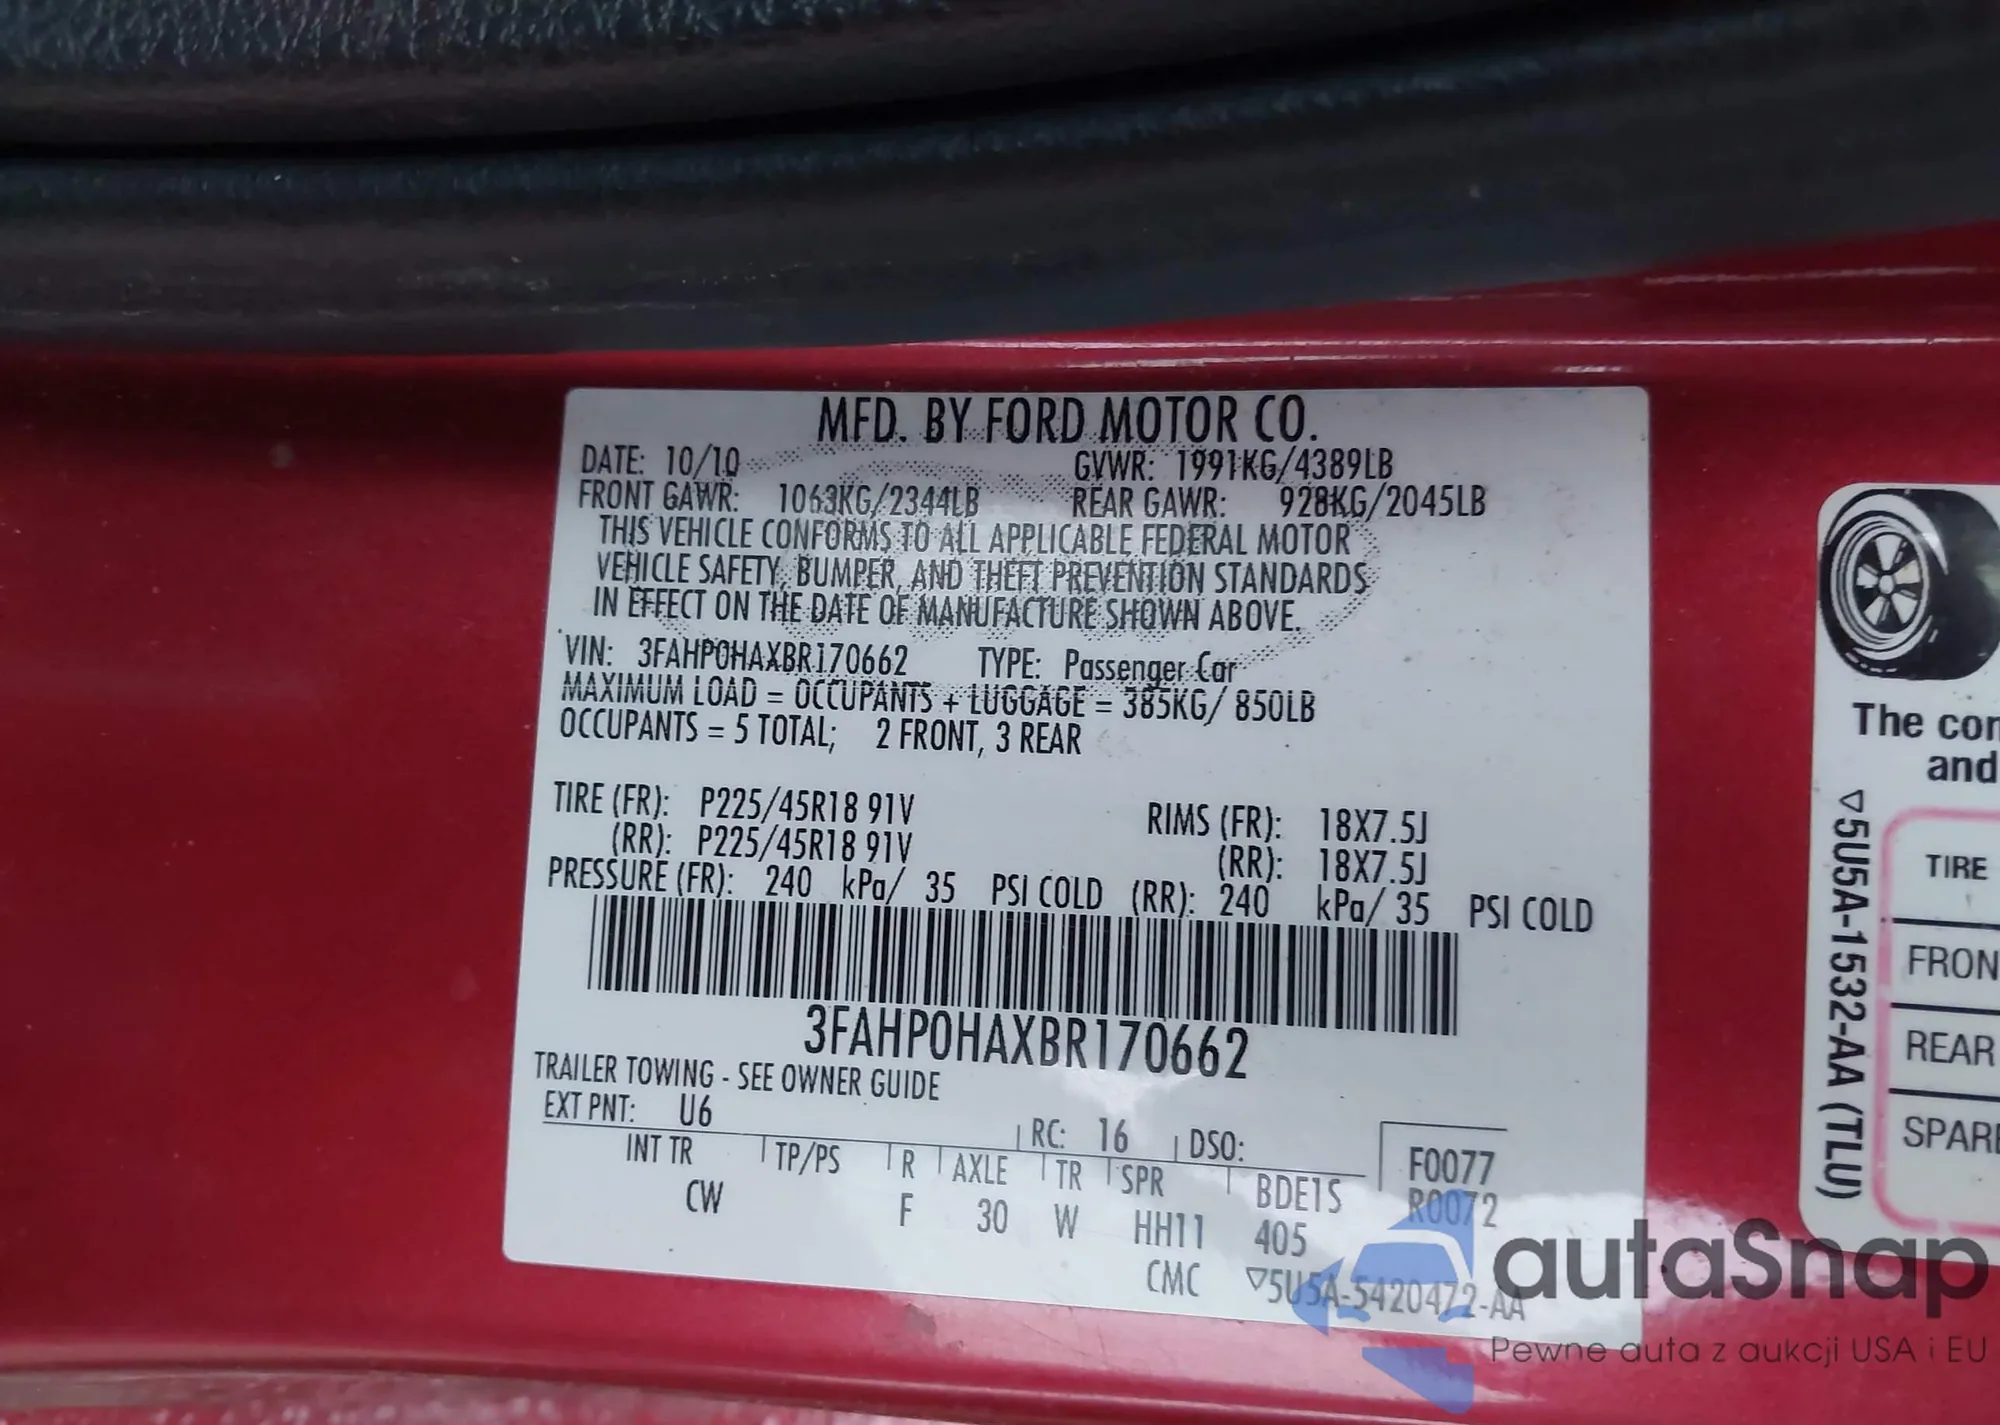 MFD. BY FORD MOTOR CO.
DATE: 10/10 GVWR: 1991KG/4389LB
FRONT GAWR: 1063KG/2344LB REAR GAWR: 928KG/2045LB
THIS VEHICLE CONFORMS TO ALL APPLICABLE FEDERAL MOTOR
VEHICLE SAFETY, BUMPER, AND THEFT PREVENTION STANDARDS
IN EFFECT ON THE DATE OF MANUFACTURE SHOWN ABOVE.
VIN: 3FAHP0HAXBR170662 TYPE: Passenger Car
MAXIMUM LOAD = OCCUPANTS + LUGGAGE = 385KG/ 850LB
OCCUPANTS = 5 TOTAL; 2 FRONT, 3 REAR
TIRE (FR): P225/45R18 91V RIMS (FR): 18X7.5J
(RR): P225/45R18 91V (RR): 18X7.5J
PRESSURE (FR): 240 kPa/ 35 PSI COLD (RR): 240 kPa/ 35 PSI COLD
3FAHP0HAXBR170662
TRAILER TOWING - SEE OWNER GUIDE
EXT PNT: U6 RC: 16 DSO: F0077
INT TR TP/PS R AXLE TR SPR BDE1S R0072
CW F 30 W HH11 405
CMC ▽5U5A-5420472-AA
The con
and
TIRE
FRON
REAR
SPARE
▽5U5A-1532-AA (TLU)
autaSnap
Pewne auta z aukcji USA i EU